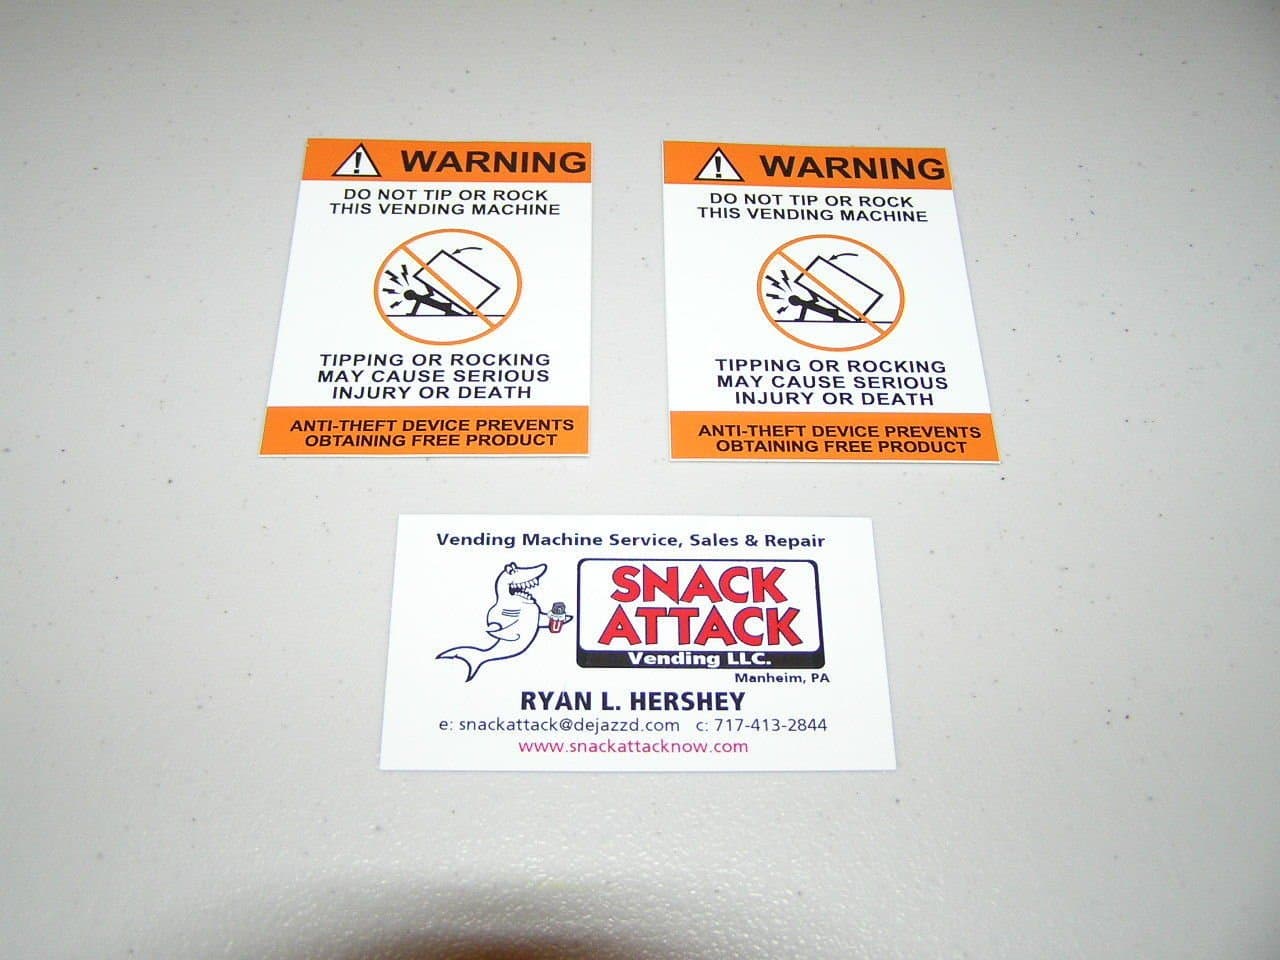 WARNING
DO NOT TIP OR ROCK
THIS VENDING MACHINE
TIPPING OR ROCKING
MAY CAUSE SERIOUS
INJURY OR DEATH
ANTI-THEFT DEVICE PREVENTS
OBTAINING FREE PRODUCT
WARNING
DO NOT TIP OR ROCK
THIS VENDING MACHINE
TIPPING OR ROCKING
MAY CAUSE SERIOUS
INJURY OR DEATH
ANTI-THEFT DEVICE PREVENTS
OBTAINING FREE PRODUCT
Vending Machine Service, Sales & Repair
SNACK
ATTACK
Vending LLC.
Manheim, PA
RYAN L. HERSHEY
e: snackattack@dejazzd.com c: 717-413-2844
www.snackattacknow.com